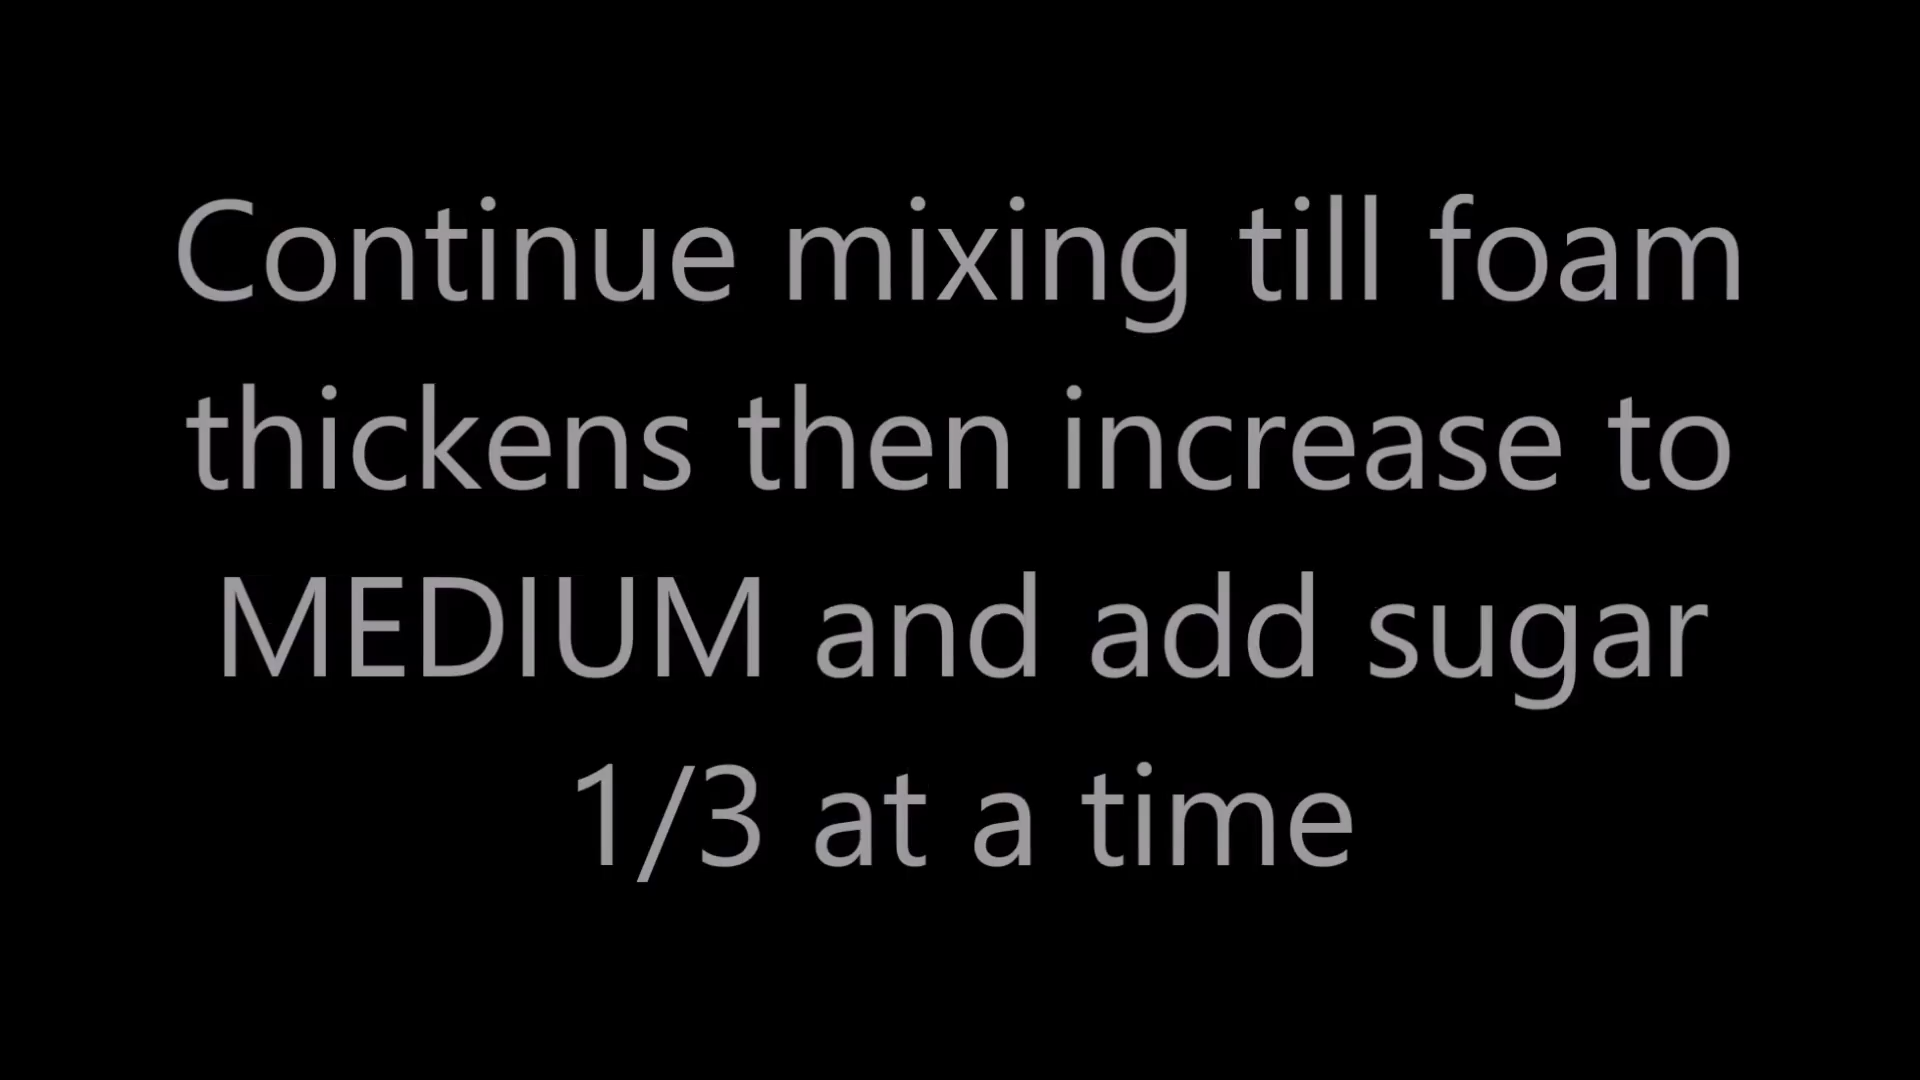 Continue mixing till foam
thickens then increase to
MEDIUM and add sugar
1/3 at a time